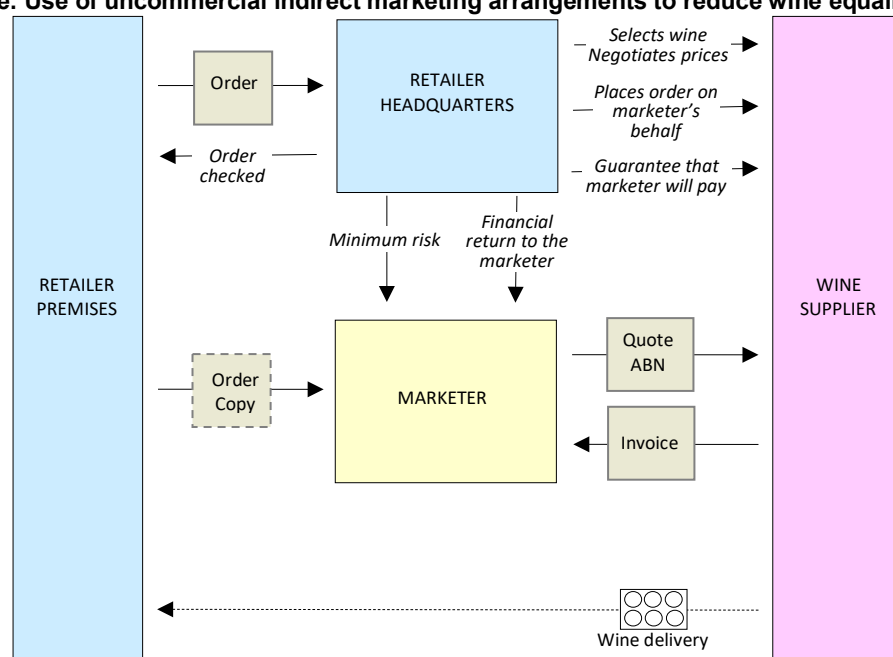 e: Use of uncommercial indirect marketing arrangements to reduce wine equali
Order
RETAILER
HEADQUARTERS
Selects wine
Negotiates prices
Places order on
marketer's
behalf
Order
checked
Guarantee that
marketer will pay
Minimum risk
Financial
return to the
marketer
RETAILER
PREMISES
WINE
SUPPLIER
Order
Copy
MARKETER
Quote
ABN
Invoice
Wine delivery